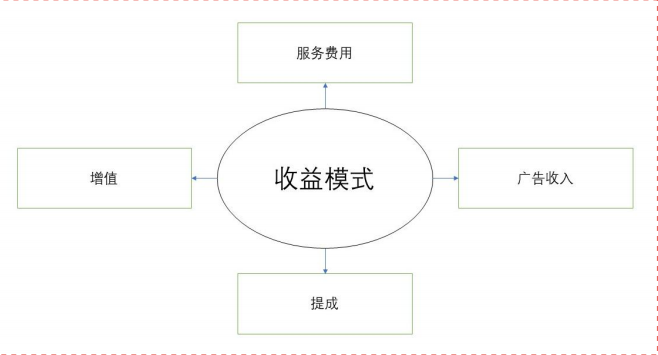 服务费用
增值
收益模式
广告收入
提成